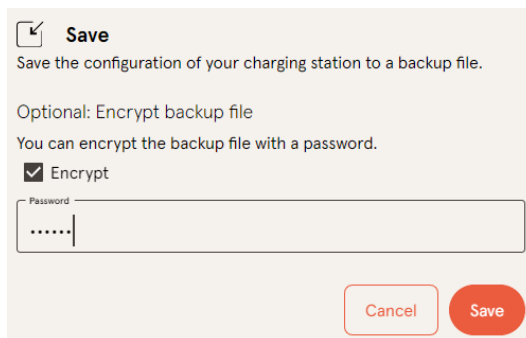 Save
Save the configuration of your charging station to a backup file.
Optional: Encrypt backup file
You can encrypt the backup file with a password.
Encrypt
Password
••••••
Cancel
Save